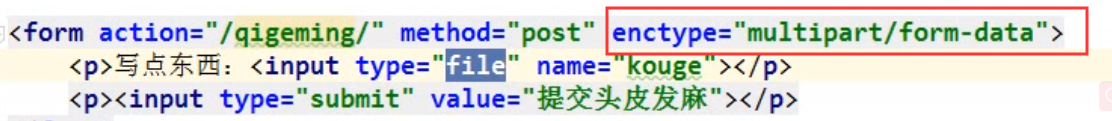 <form action="/qigeming/" method="post" enctype="multipart/form-data">
<p>写点东西：<input type="file" name="kouge"></p>
<p><input type="submit" value="提交头皮发麻"></p>